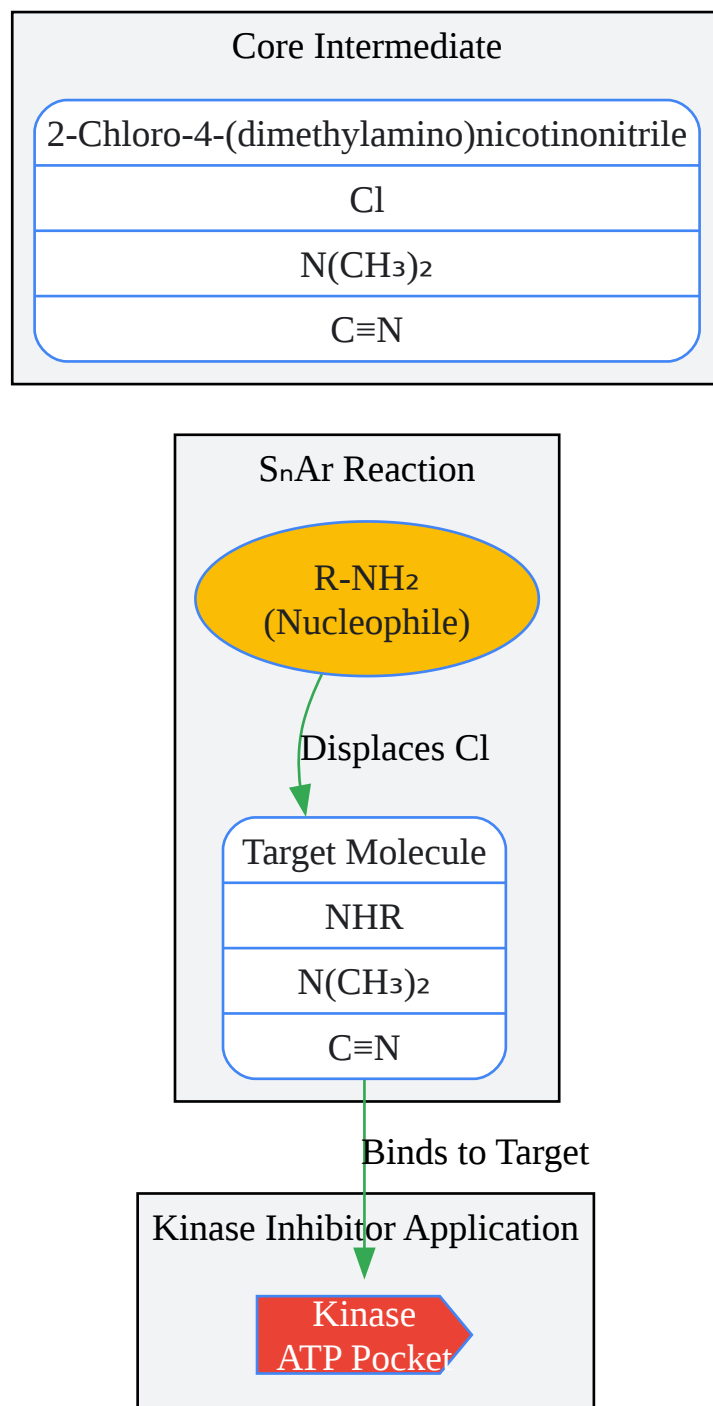 Core Intermediate
2-Chloro-4-(dimethylamino)nicotinonitrile
Cl
N(CH₃)₂
C≡N
SₙAr Reaction
R-NH₂
(Nucleophile)
Displaces Cl
Target Molecule
NHR
N(CH₃)₂
C≡N
Binds to Target
Kinase Inhibitor Application
Kinase
ATP Pocket